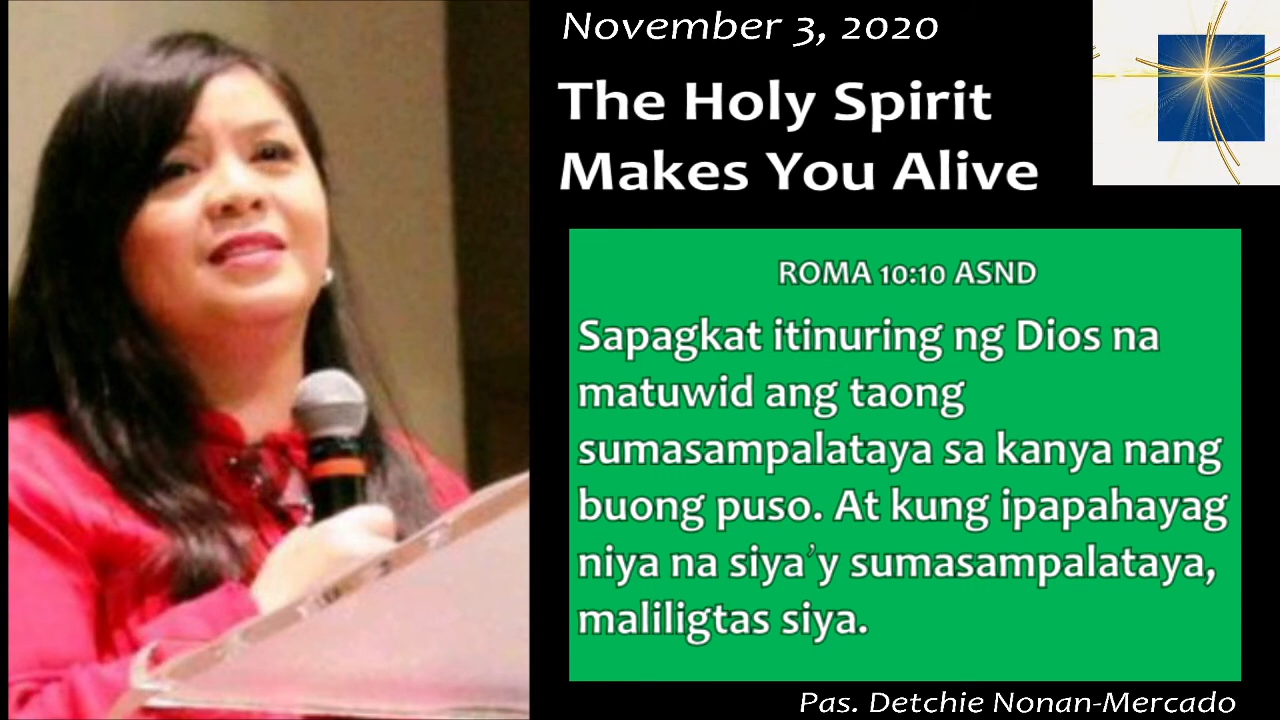 November 3, 2020
The Holy Spirit
Makes You Alive
ROMA 10:10 ASND
Sapagkat itinuring ng Dios na
matuwid ang taong
sumasampalataya sa kanya nang
buong puso. At kung ipapahayag
niya na siya’y sumasampalataya,
maliligtas siya.
Pas. Detchie Nonan-Mercado